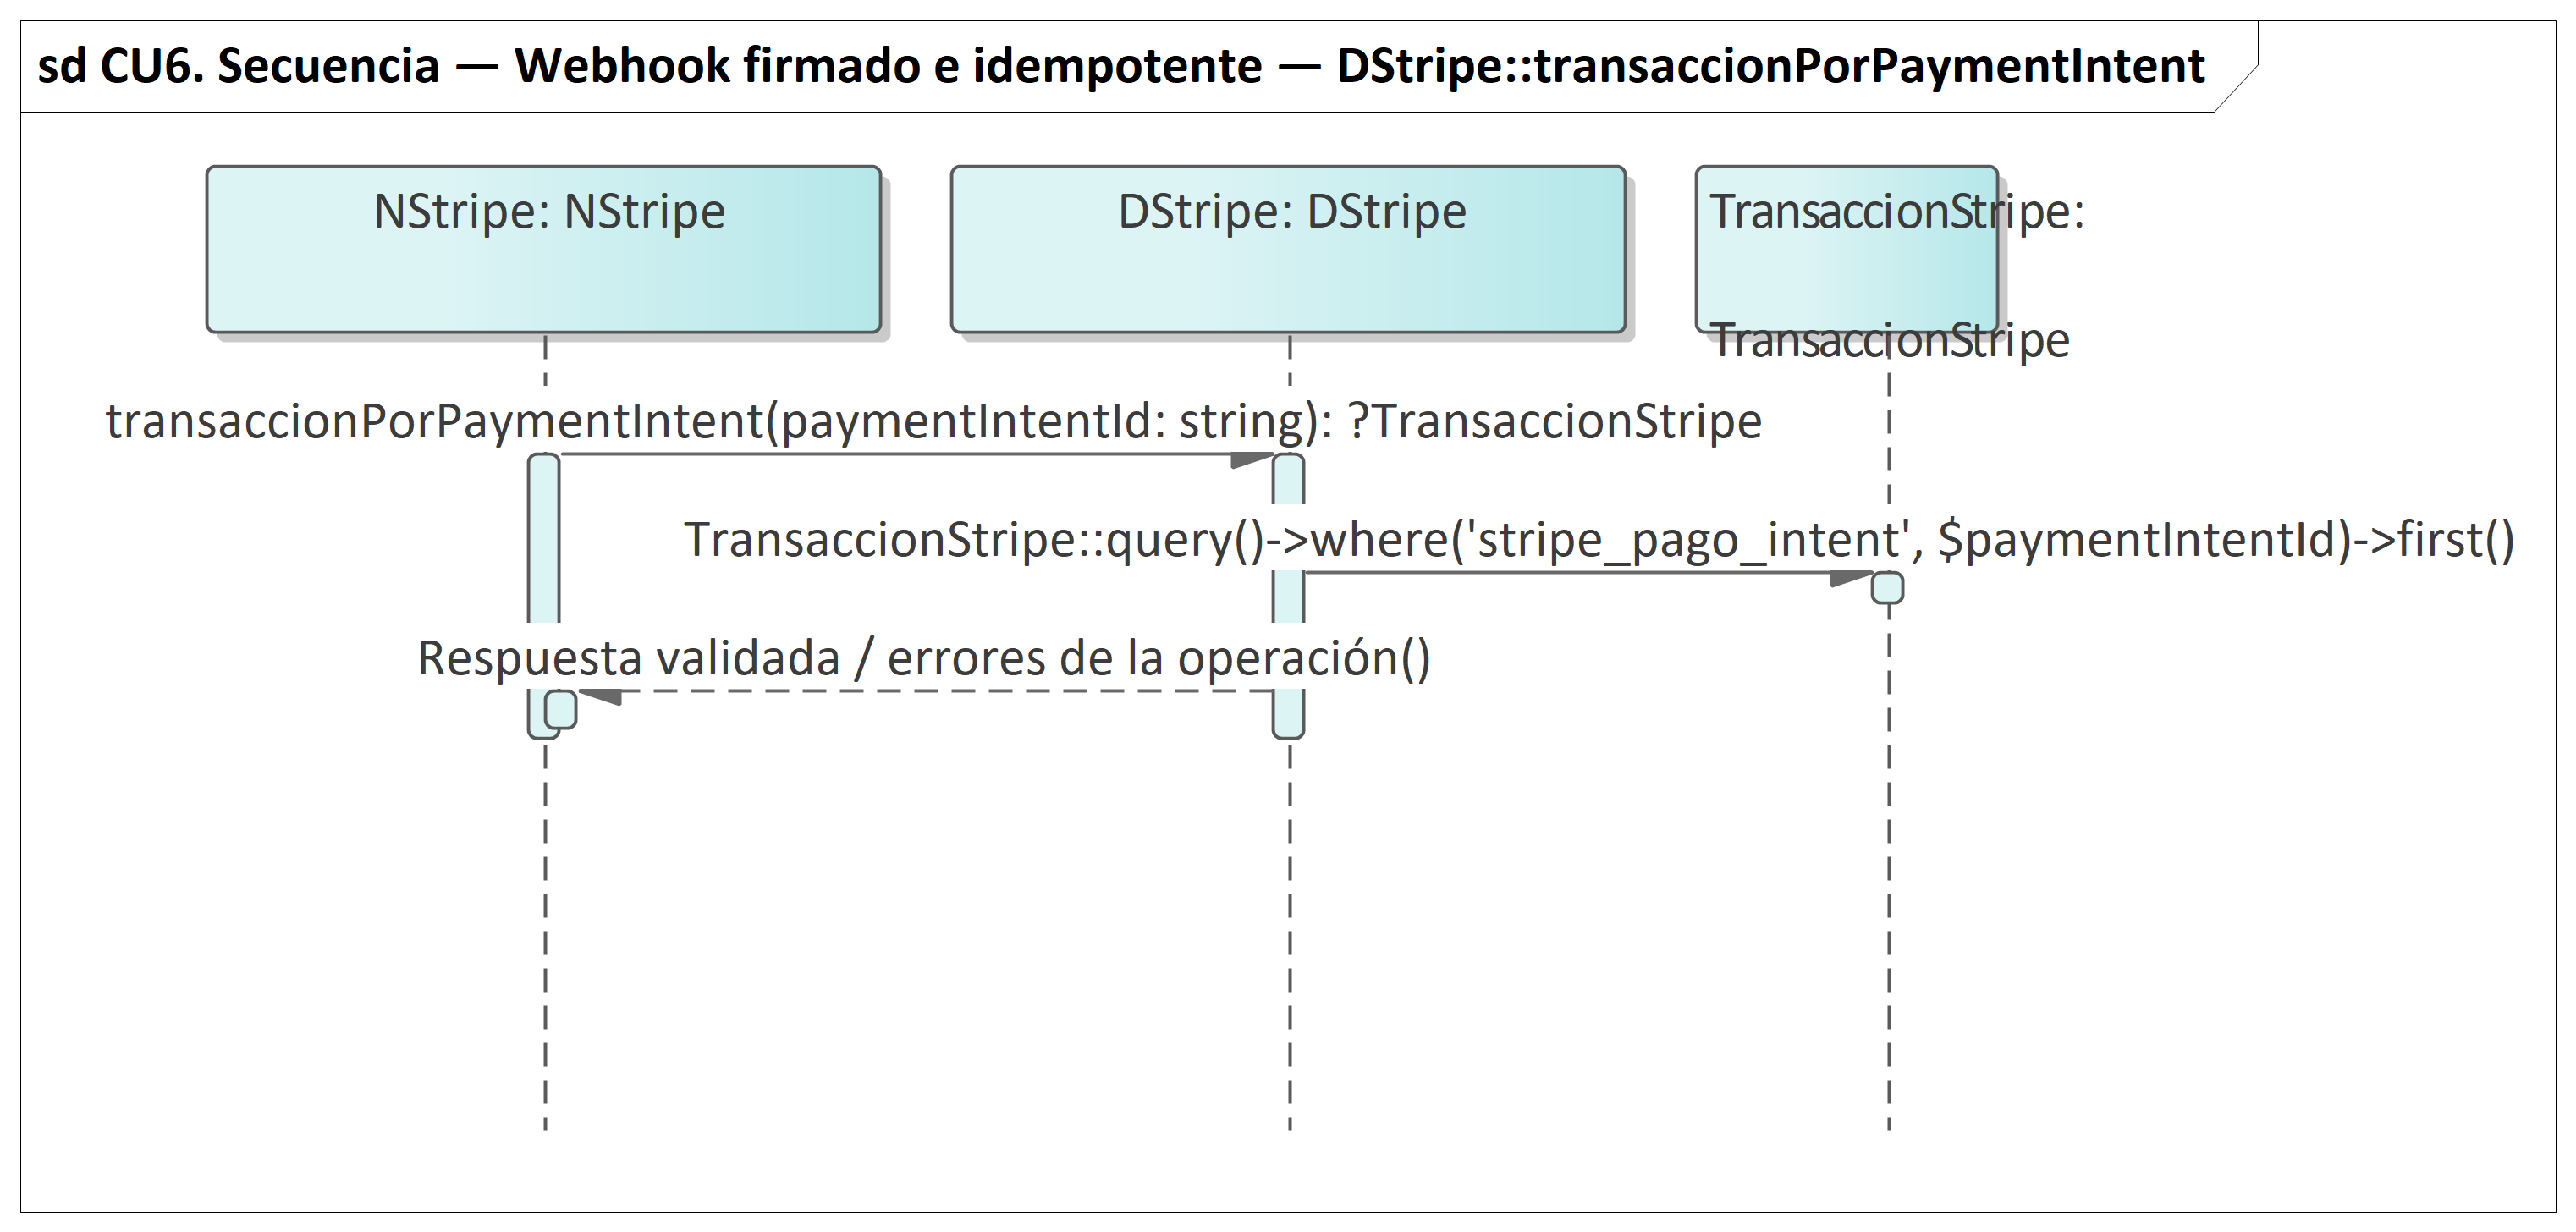 sd CU6. Secuencia — Webhook firmado e idempotente — DStripe::transaccionPorPaymentIntent
NStripe: NStripe
DStripe: DStripe
TransaccionStripe:
TransaccionStripe
transaccionPorPaymentIntent(paymentIntentId: string): ?TransaccionStripe
TransaccionStripe::query()->where('stripe_pago_intent', $paymentIntentId)->first()
Respuesta validada / errores de la operación()